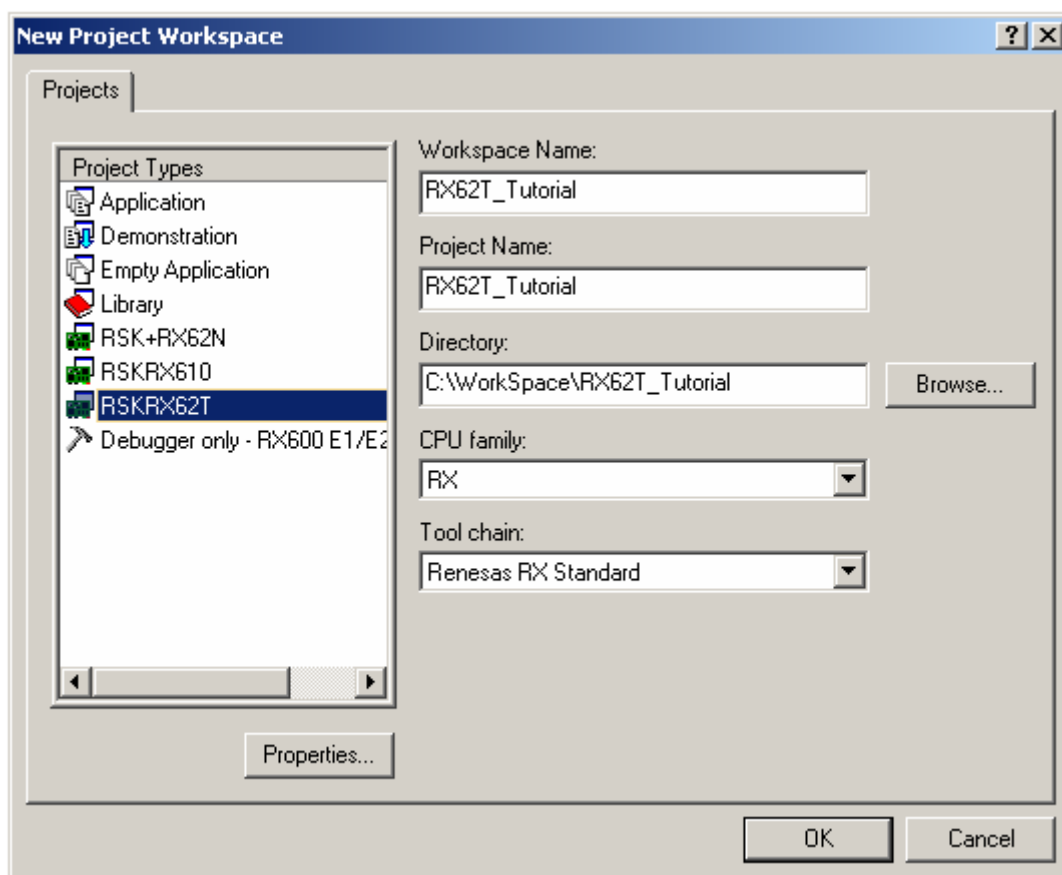 New Project Workspace
Projects
Project Types
Application
Demonstration
Empty Application
Library
RSK+RX62N
RSKRX610
RSKRX62T
Debugger only - RX600 E1/E2
Properties...
Workspace Name:
RX62T_Tutorial
Project Name:
RX62T_Tutorial
Directory:
C:\WorkSpace\RX62T_Tutorial
Browse...
CPU family:
RX
Tool chain:
Renesas RX Standard
OK
Cancel